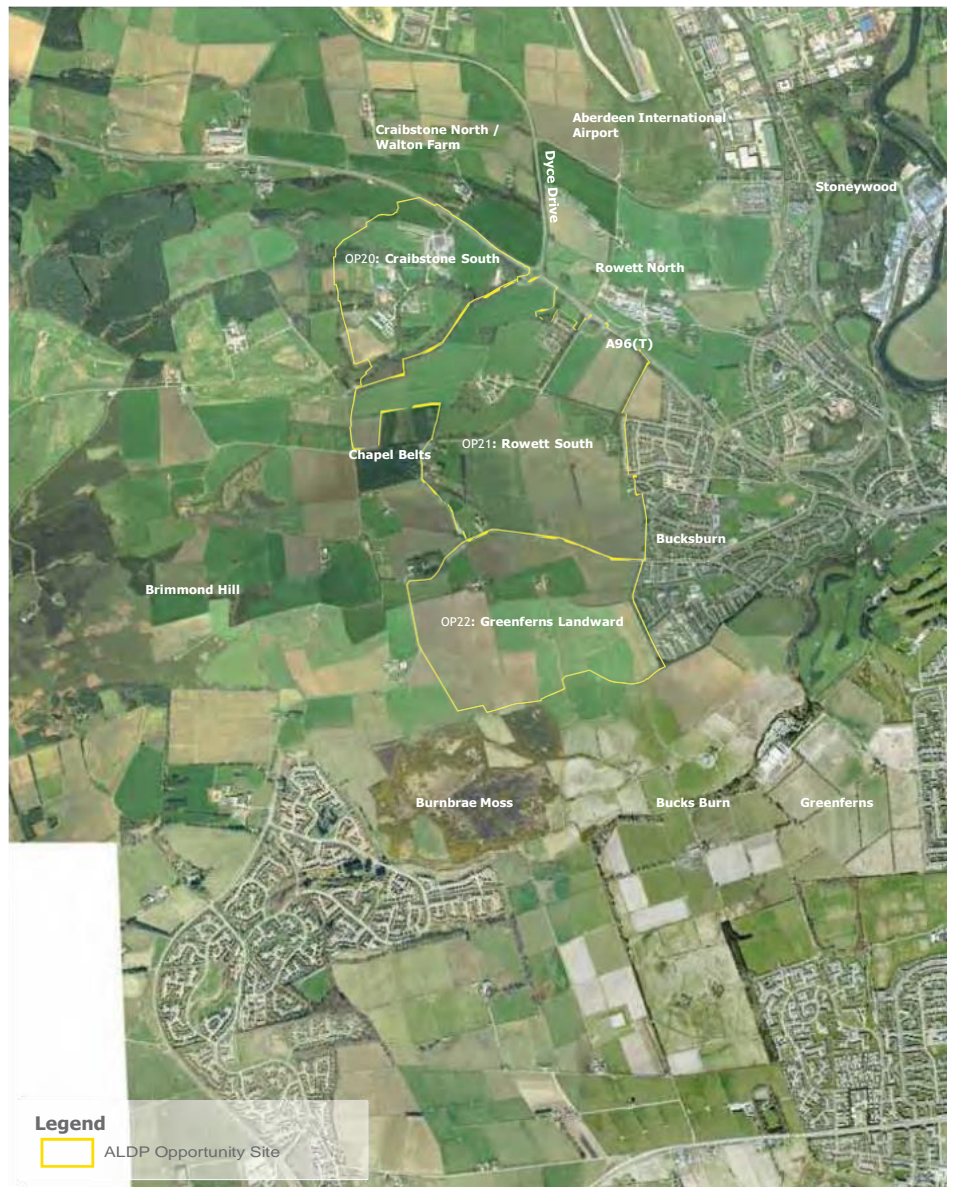 Aberdeen International
Airport
Craibstone North /
Walton Farm
Dyce Drive
Stoneywood
OP20: Craibstone South
Rowett North
A96(T)
OP21: Rowett South
Chapel Belts
Bucksburn
Brimmond Hill
OP22: Greenferns Landward
Burnbrae Moss
Bucks Burn
Greenferns
Legend
ALDP Opportunity Site